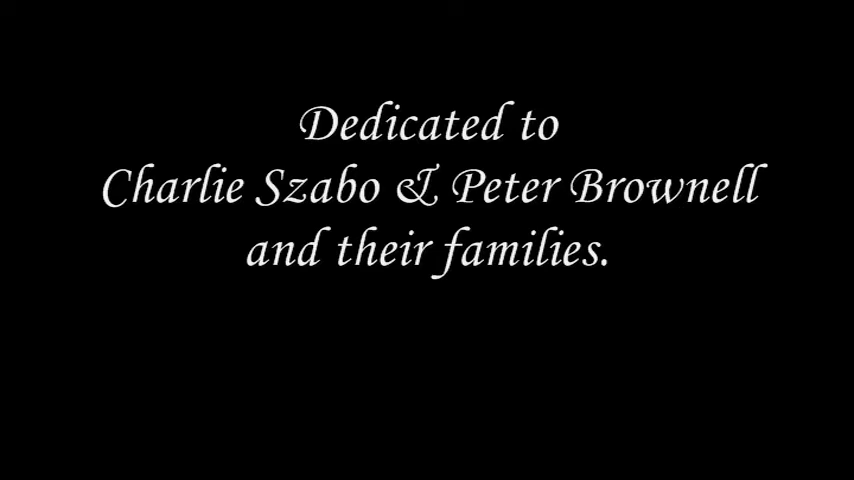 Dedicated to
Charlie Szabo & Peter Brownell
and their families.